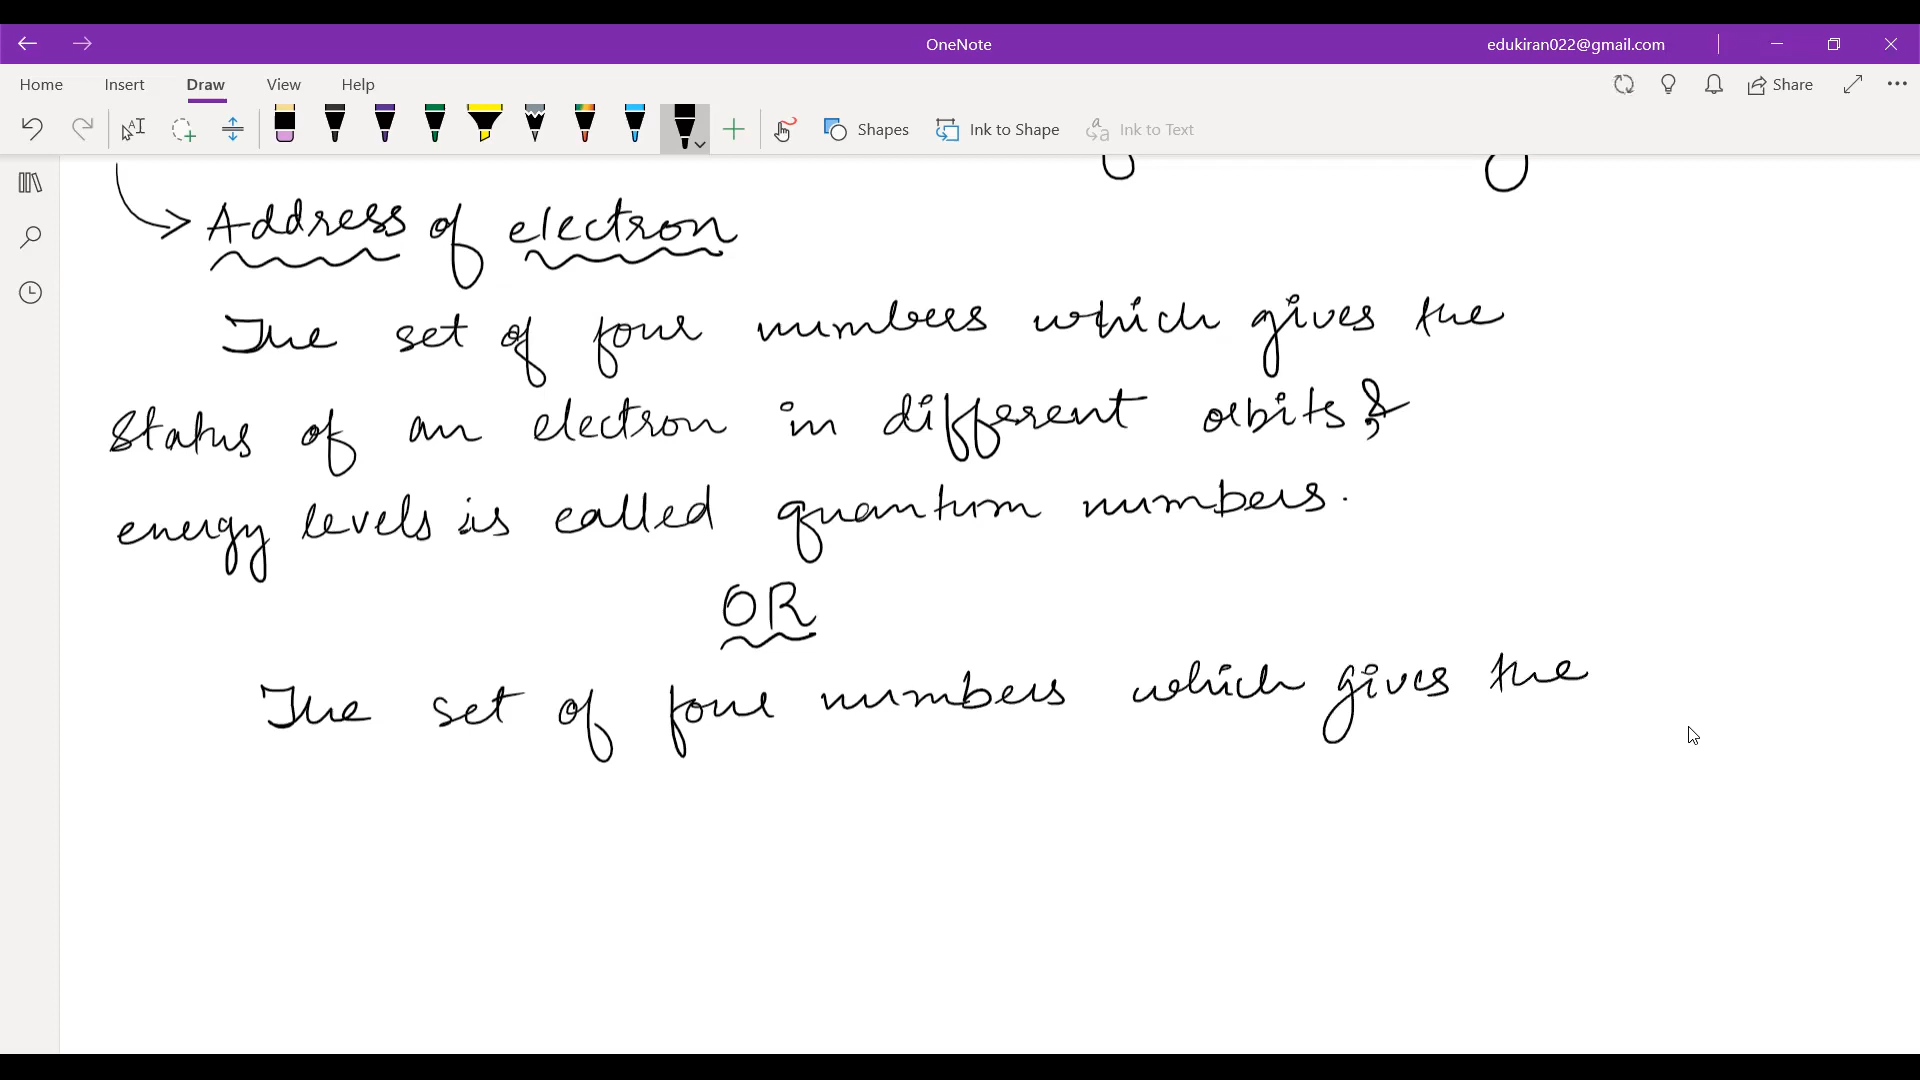 OneNote
edukiran022@gmail.com
Home Insert Draw View Help
Share
Shapes Ink to Shape Ink to Text
Address of electron
The set of four numbers which gives the
status of an electron in different orbits &
energy levels is called quantum numbers.
OR
The set of four numbers which gives the